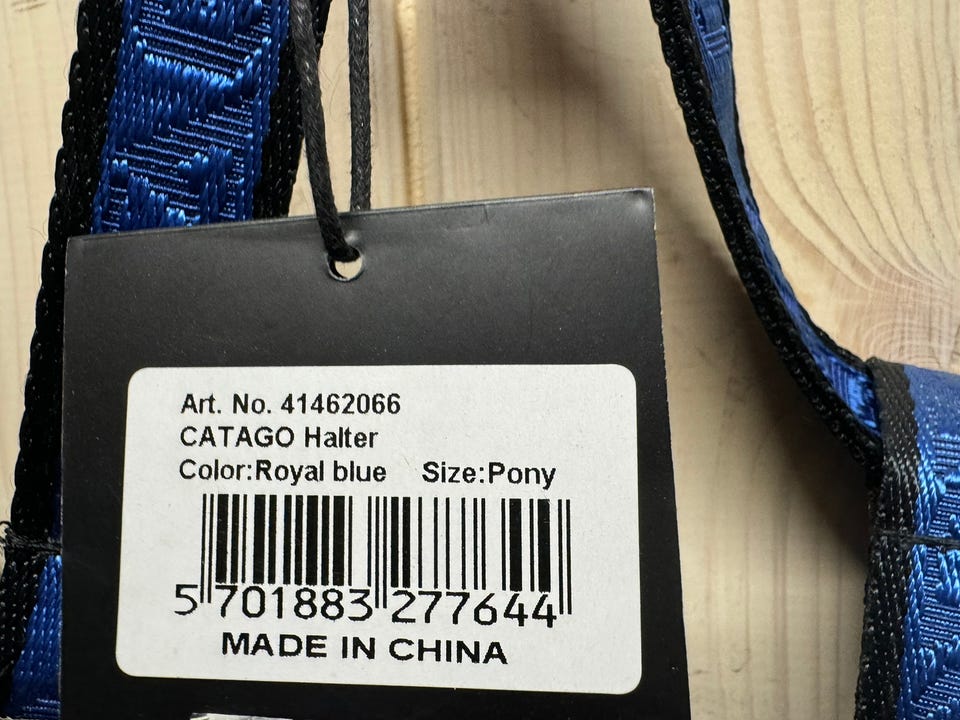 Art. No. 41462066
CATAGO Halter
Color:Royal blue Size:Pony
5 701883 277644
MADE IN CHINA